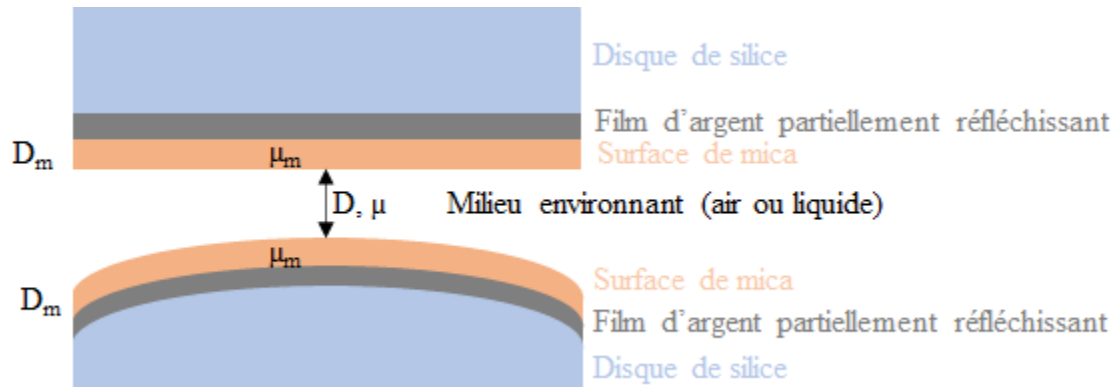 Disque de silice
Film d'argent partiellement réfléchissant
D_m μ_m Surface de mica
D, μ Milieu environnant (air ou liquide)
μ_m
Surface de mica
D_m
Film d'argent partiellement réfléchissant
Disque de silice